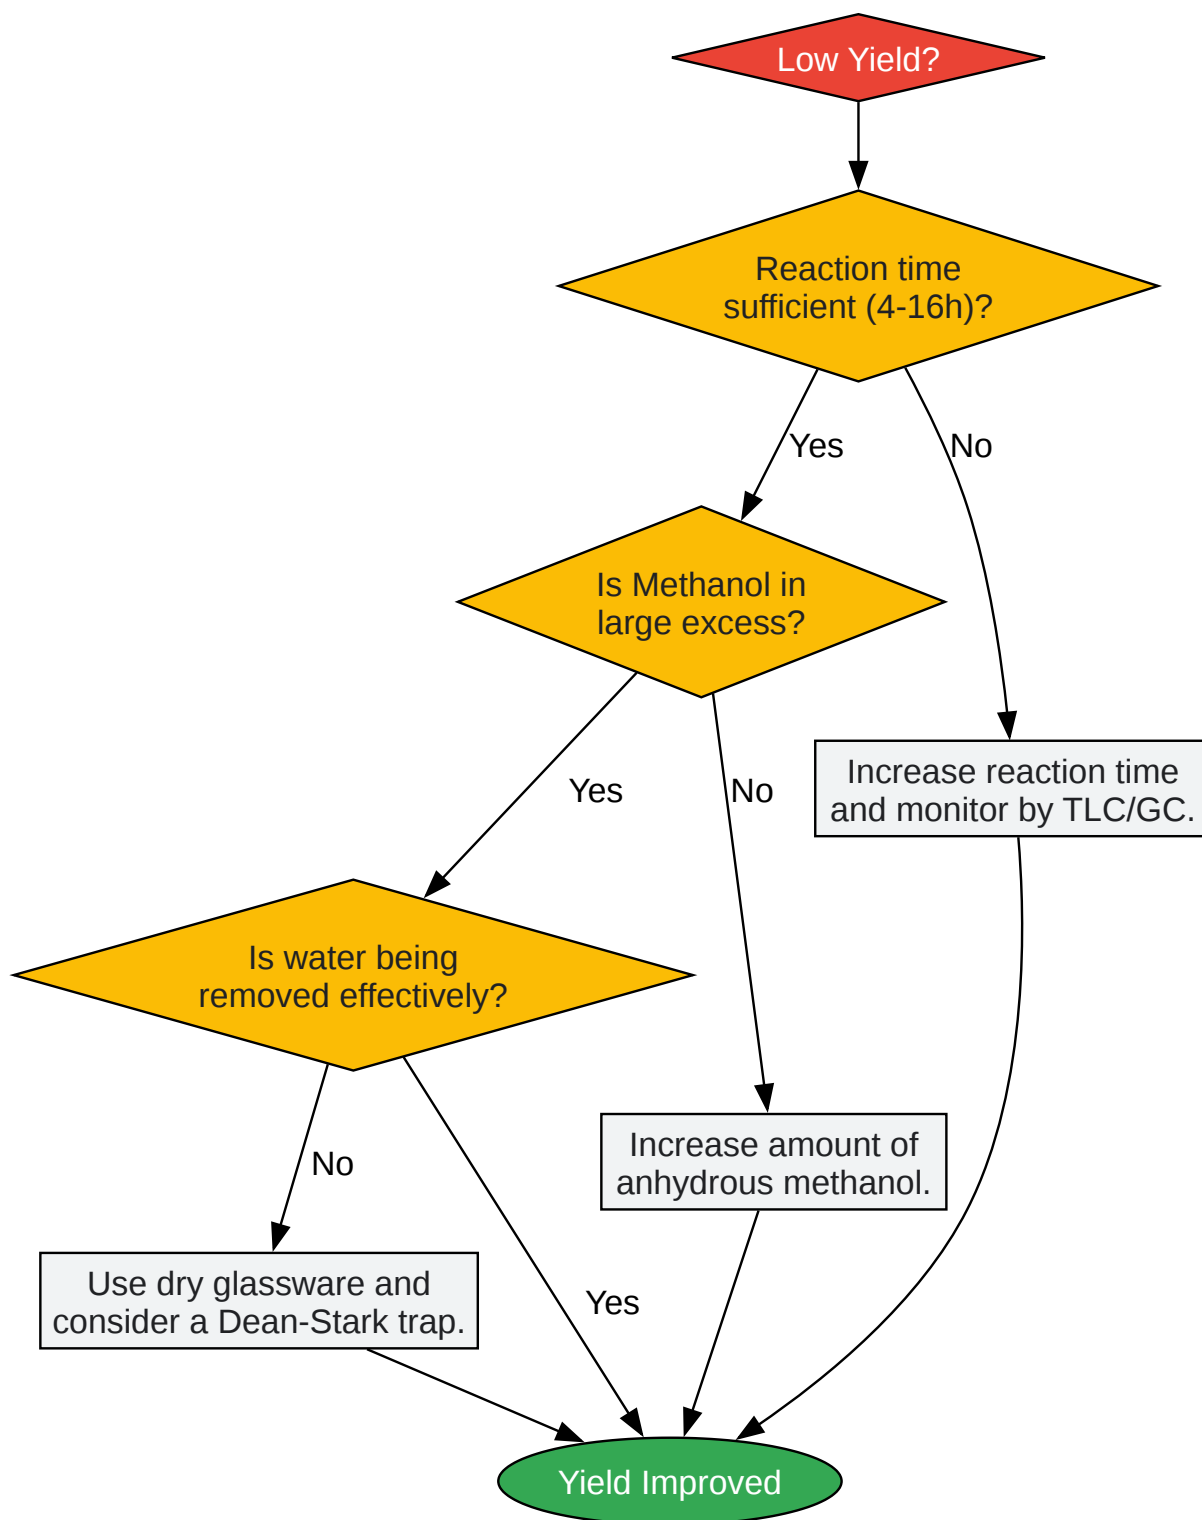 Low Yield?
Reaction time
sufficient (4-16h)?
Yes
No
Is Methanol in
large excess?
Increase reaction time
and monitor by TLC/GC.
Yes
No
Is water being
removed effectively?
Increase amount of
anhydrous methanol.
No
Yes
Use dry glassware and
consider a Dean-Stark trap.
Yield Improved